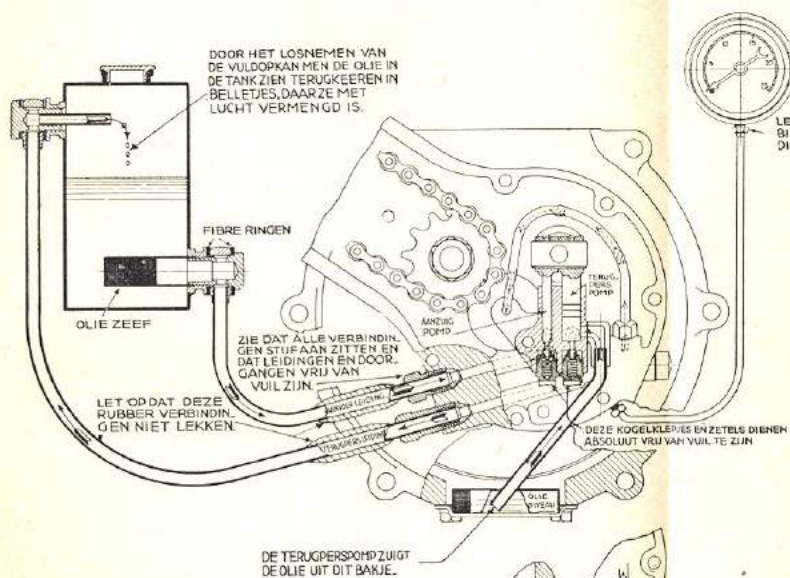 DOOR HET LOSNEMEN VAN
DE VULDOPKAN MEN DE OLIE IN
DE TANK ZIEN TERUGKEEREN IN
BELLETJES, DAAR ZE MET
LUCHT VERMENGD IS.
FIBRE RINGEN
OLIE ZEEF
TERUG-
PERS
POMP
AANZUIG
POMP
ZIE DAT ALLE VERBINDIN-
GEN STIJF AAN ZITTEN EN
DAT LEIDINGEN EN DOOR-
GANGEN VRIJ VAN
VUIL ZIJN.
LET OP DAT DEZE
RUBBER VERBINDIN-
GEN NIET LEKKEN.
TERUGPERSLEIDING
DEZE KOGELKLEPJES EN ZETELS DIENEN
ABSOLUUT VRIJ VAN VUIL TE ZIJN
OLIE
NIVEAU
DE TERUGPERSPOMP ZUIGT
DE OLIE UIT DIT BAKJE.
LE
BI
DI